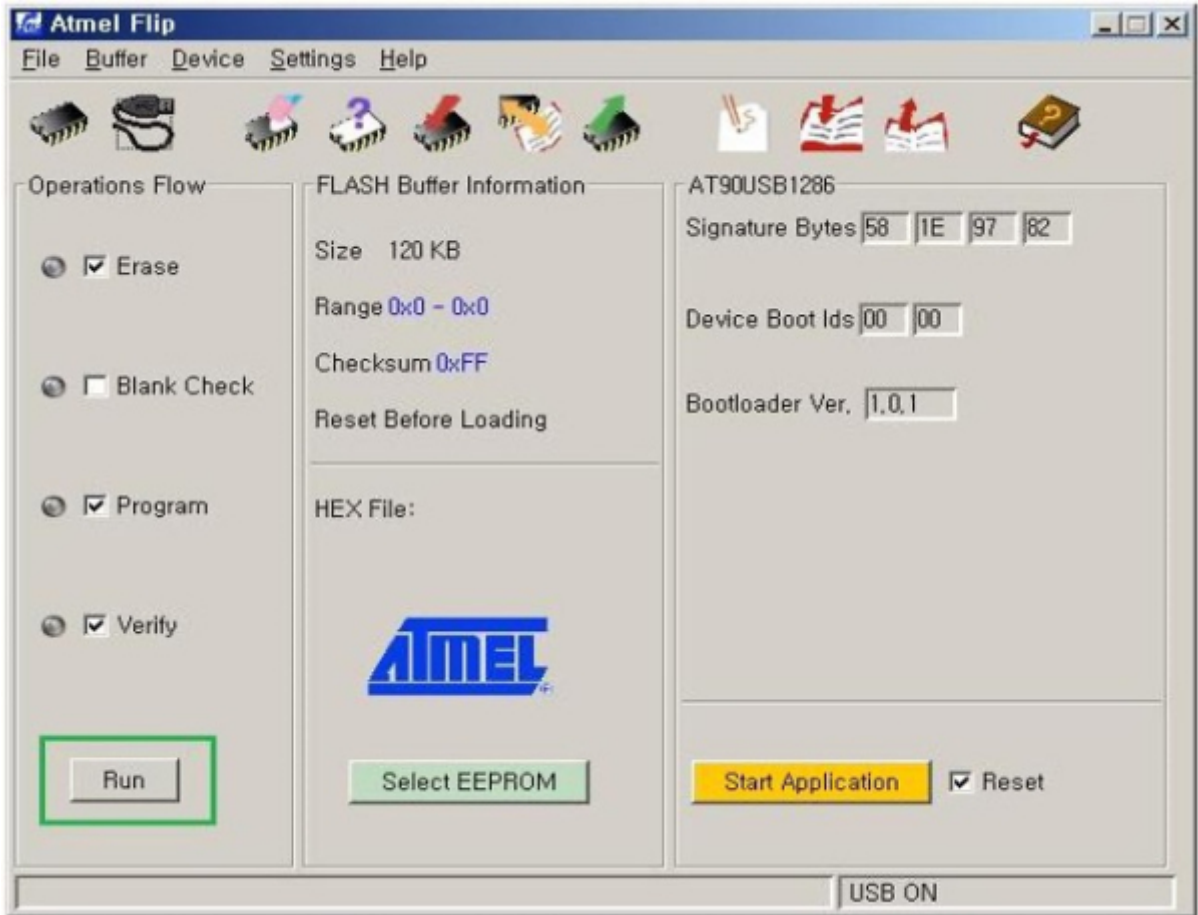 Atmel Flip
File Buffer Device Settings Help
Operations Flow
Erase
Blank Check
Program
Verify
Run
FLASH Buffer Information
Size 120 KB
Range 0x0 - 0x0
Checksum 0xFF
Reset Before Loading
HEX File:
ATMEL
Select EEPROM
AT90USB1286
Signature Bytes 58 1E 97 82
Device Boot Ids 00 00
Bootloader Ver, 1,0,1
Start Application Reset
USB ON